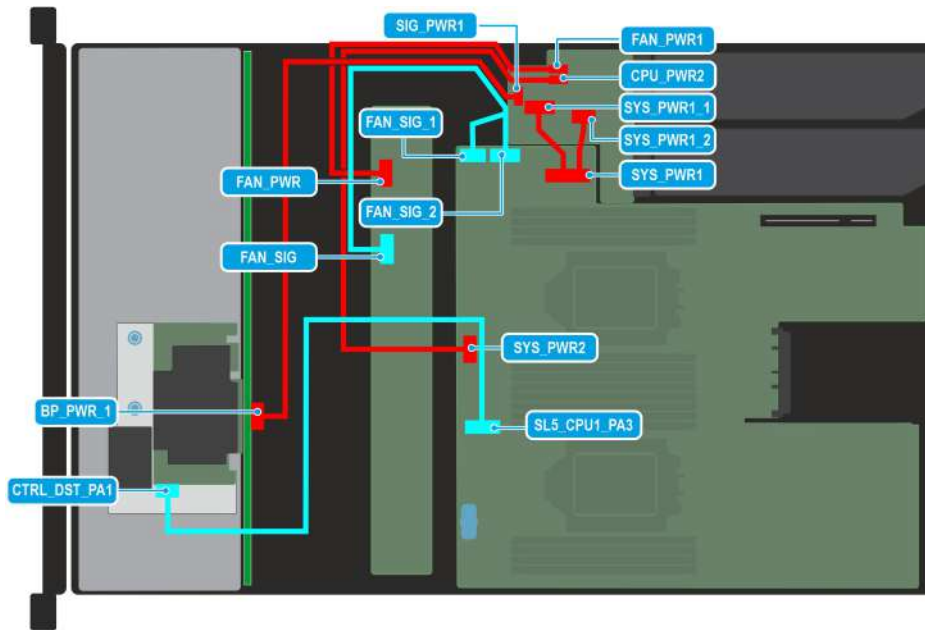 SIG_PWR1
FAN_PWR1
CPU_PWR2
SYS_PWR1_1
FAN_SIG_1
SYS_PWR1_2
FAN_PWR
SYS_PWR1
FAN_SIG_2
FAN_SIG
SYS_PWR2
BP_PWR_1
SL5_CPU1_PA3
CTRL_DST_PA1